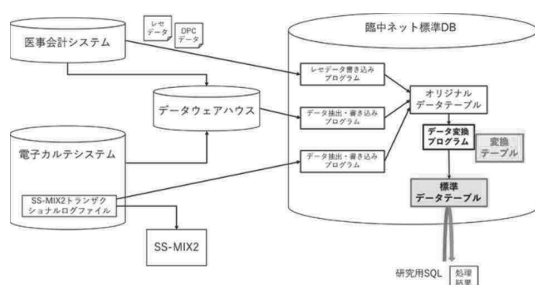 医事会計システム
レセ
データ
DPC
データ
データウェアハウス
電子カルテシステム
SS-MIX2トランザク
ショナルログファイル
SS-MIX2
臨中ネット標準DB
レセデータ書き込み
プログラム
データ抽出・書き込み
プログラム
データ抽出・書き込み
プログラム
オリジナル
データテーブル
データ変換
プログラム
変換
テーブル
標準
データテーブル
研究用SQL
処理
結果